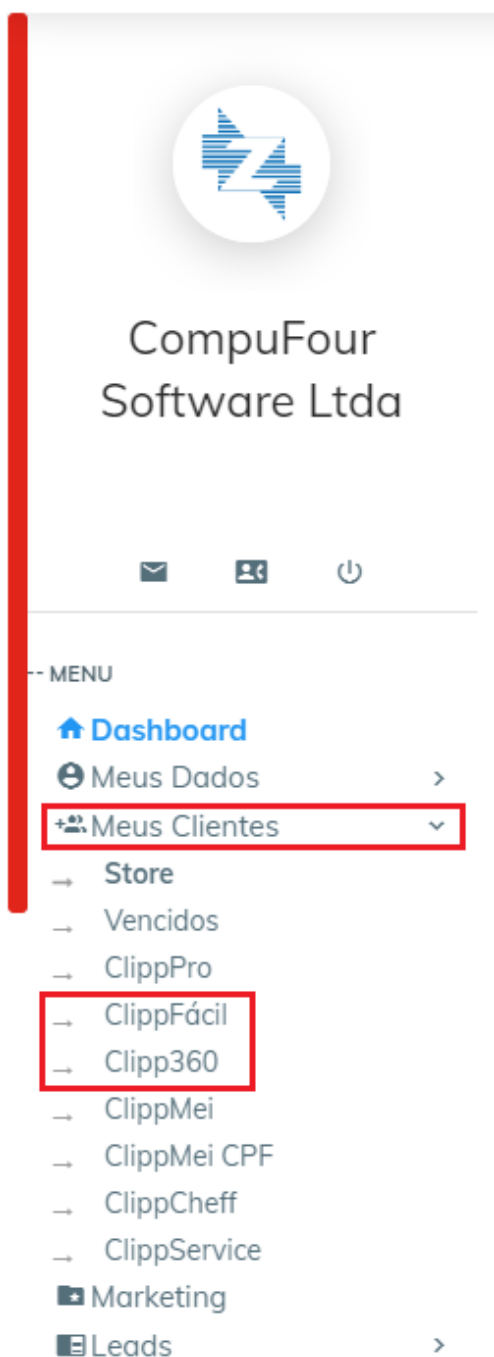 CompuFour
Software Ltda
-- MENU
Dashboard
Meus Dados
Meus Clientes
Store
Vencidos
ClippPro
ClippFácil
Clipp360
ClippMei
ClippMei CPF
ClippCheff
ClippService
Marketing
Leads